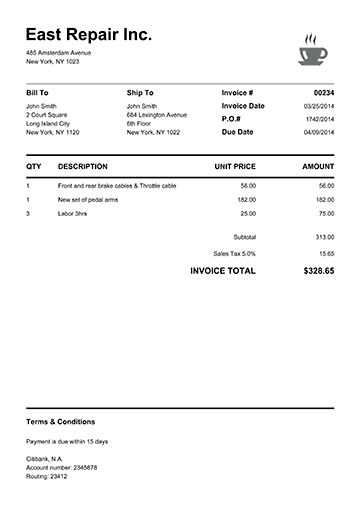 East Repair Inc.
485 Amsterdam Avenue
New York, NY 1023
Bill To
John Smith
2 Court Square
Long Island City
New York, NY 1120
Ship To
John Smith
684 Lexington Avenue
6th Floor
New York, NY 1022
Invoice # 00234
Invoice Date 03/25/2014
P.O.# 1742/2014
Due Date 04/09/2014
QTY DESCRIPTION UNIT PRICE AMOUNT
1 Front and rear brake cables & Throttle cable 56.00 56.00
1 New set of pedal arms 182.00 182.00
3 Labor 3hrs 25.00 75.00
Subtotal 313.00
Sales Tax 5.0% 15.65
INVOICE TOTAL $328.65
Terms & Conditions
Payment is due within 15 days
Citibank, N.A.
Account number: 2345678
Routing: 23412